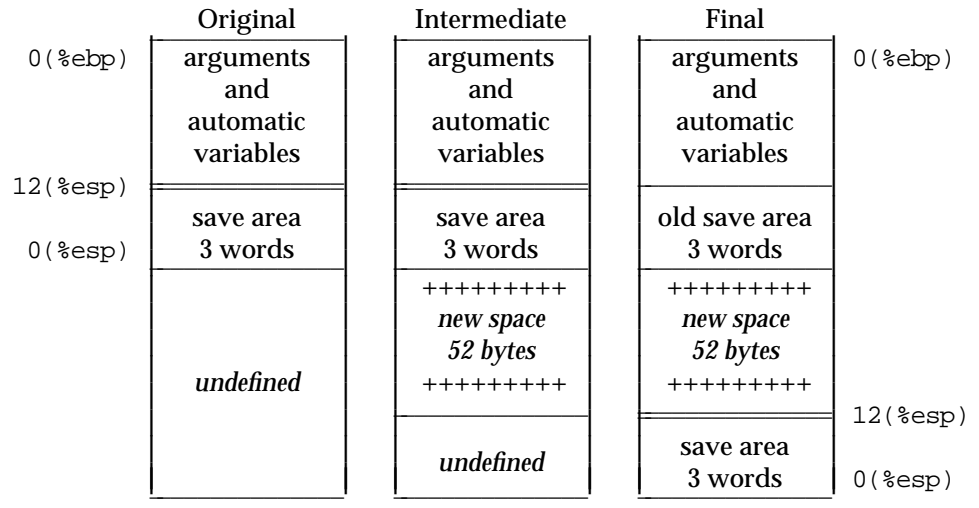 Original Intermediate Final
0(%ebp) arguments arguments arguments 0(%ebp)
and and and
automatic automatic automatic
variables variables variables
12(%esp)
save area save area old save area
0(%esp) 3 words 3 words 3 words
+++++++++ +++++++++
new space new space
52 bytes 52 bytes
undefined +++++++++ +++++++++
12(%esp)
undefined save area
3 words 0(%esp)